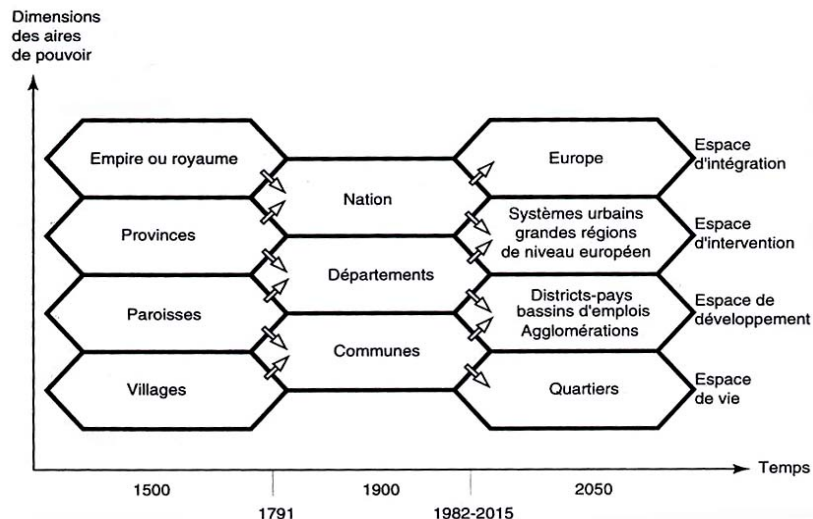 Dimensions
des aires
de pouvoir
Empire ou royaume
Provinces
Paroisses
Villages
Nation
Départements
Communes
Europe
Systèmes urbains
grandes régions
de niveau européen
Districts-pays
bassins d'emplois
Agglomérations
Quartiers
Espace
d'intégration
Espace
d'intervention
Espace de
développement
Espace
de vie
Temps
1500
1791
1900
1982-2015
2050